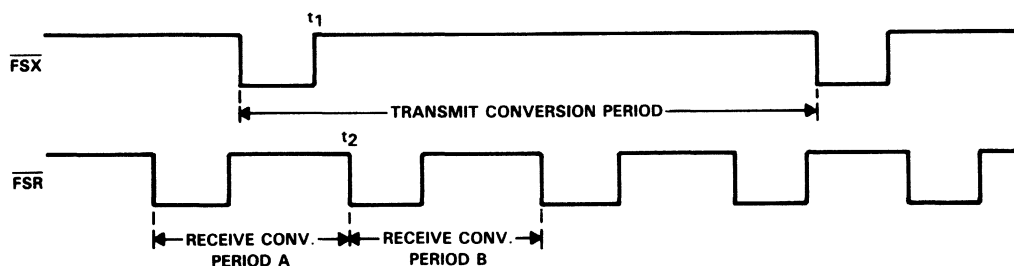 t1
FSX
TRANSMIT CONVERSION PERIOD
t2
FSR
RECEIVE CONV.
PERIOD A
RECEIVE CONV.
PERIOD B